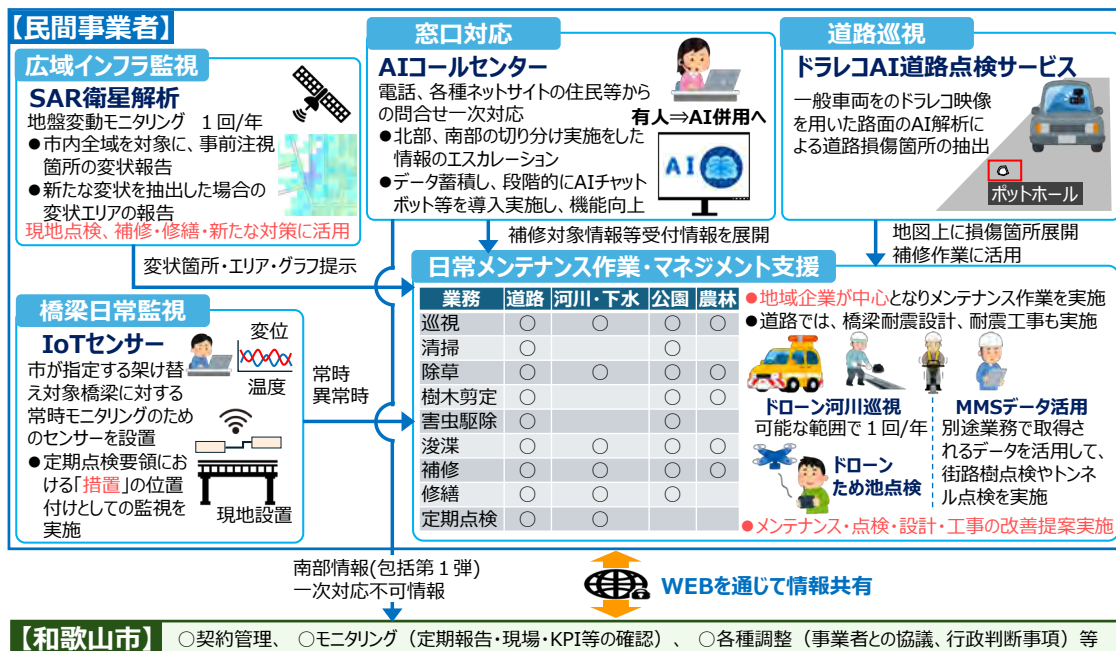 【民間事業者】
広域インフラ監視
SAR衛星解析
地盤変動モニタリング 1回/年
●市内全域を対象に、事前注視
箇所の変状報告
●新たな変状を抽出した場合の
変状エリアの報告
現地点検、補修・修繕・新たな対策に活用
窓口対応
AIコールセンター
電話、各種ネットサイトの住民等から
の問合せ一次対応
●北部、南部の切り分け実施をした
情報のエスカレーション
●データ蓄積し、段階的にAIチャット
ボット等を導入実施し、機能向上
有人⇒AI併用へ
AI
道路巡視
ドラレコAI道路点検サービス
一般車両をのドラレコ映像
を用いた路面のAI解析に
よる道路損傷箇所の抽出
ポットホール
変状箇所・エリア・グラフ提示
補修対象情報等受付情報を展開
地図上に損傷箇所展開
補修作業に活用
橋梁日常監視
IoTセンサー
市が指定する架け替
え対象橋梁に対する
常時モニタリングのため
のセンサーを設置
●定期点検要領にお
ける「措置」の位置
付けとしての監視を
実施
変位
温度
現地設置
常時
異常時
日常メンテナンス作業・マネジメント支援
業務 道路 河川・下水 公園 農林
巡視 ○ ○ ○ ○
清掃 ○ ○
除草 ○ ○ ○ ○
樹木剪定 ○ ○ ○
害虫駆除 ○ ○
浚渫 ○ ○ ○ ○
補修 ○ ○ ○ ○
修繕 ○ ○ ○
定期点検 ○ ○
●地域企業が中心となりメンテナンス作業を実施
●道路では、橋梁耐震設計、耐震工事も実施
ドローン河川巡視
可能な範囲で1回/年
ドローン
ため池点検
MMSデータ活用
別途業務で取得さ
れるデータを活用して、
街路樹点検やトンネ
ル点検を実施
●メンテナンス・点検・設計・工事の改善提案実施
南部情報(包括第1弾)
一次対応不可情報
WEBを通じて情報共有
【和歌山市】 ○契約管理、 ○モニタリング（定期報告・現場・KPI等の確認）、 ○各種調整（事業者との協議、行政判断事項）等